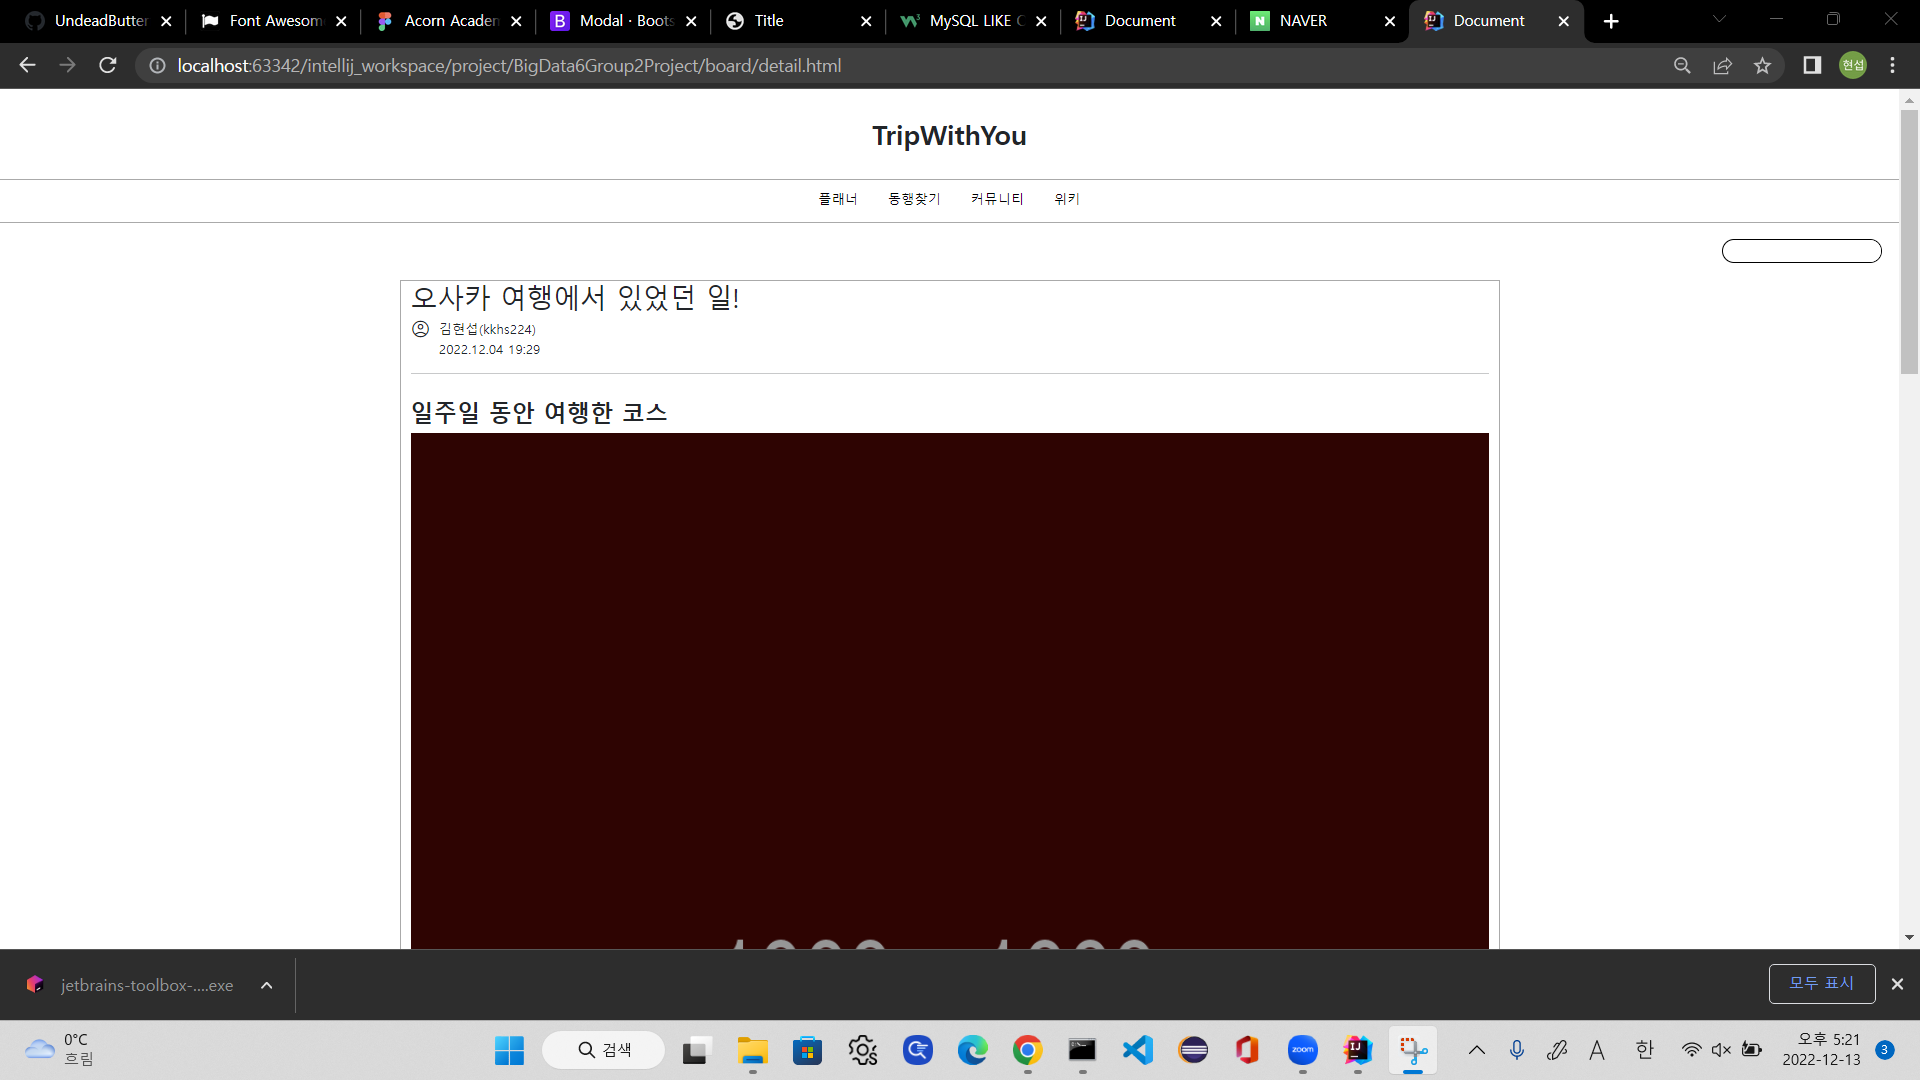 UndeadButter
Font Awesom
Acorn Acaden
Modal · Boots
Title
MySQL LIKE C
Document
NAVER
Document
localhost:63342/intellij_workspace/project/BigData6Group2Project/board/detail.html
현섭
TripWithYou
플래너 동행찾기 커뮤니티 위키
오사카 여행에서 있었던 일!
김현섭(kkhs224)
2022.12.04 19:29
일주일 동안 여행한 코스
jetbrains-toolbox-....exe
모두 표시
0°C
흐림
검색
zoom
A
한
오후 5:21
2022-12-13
3